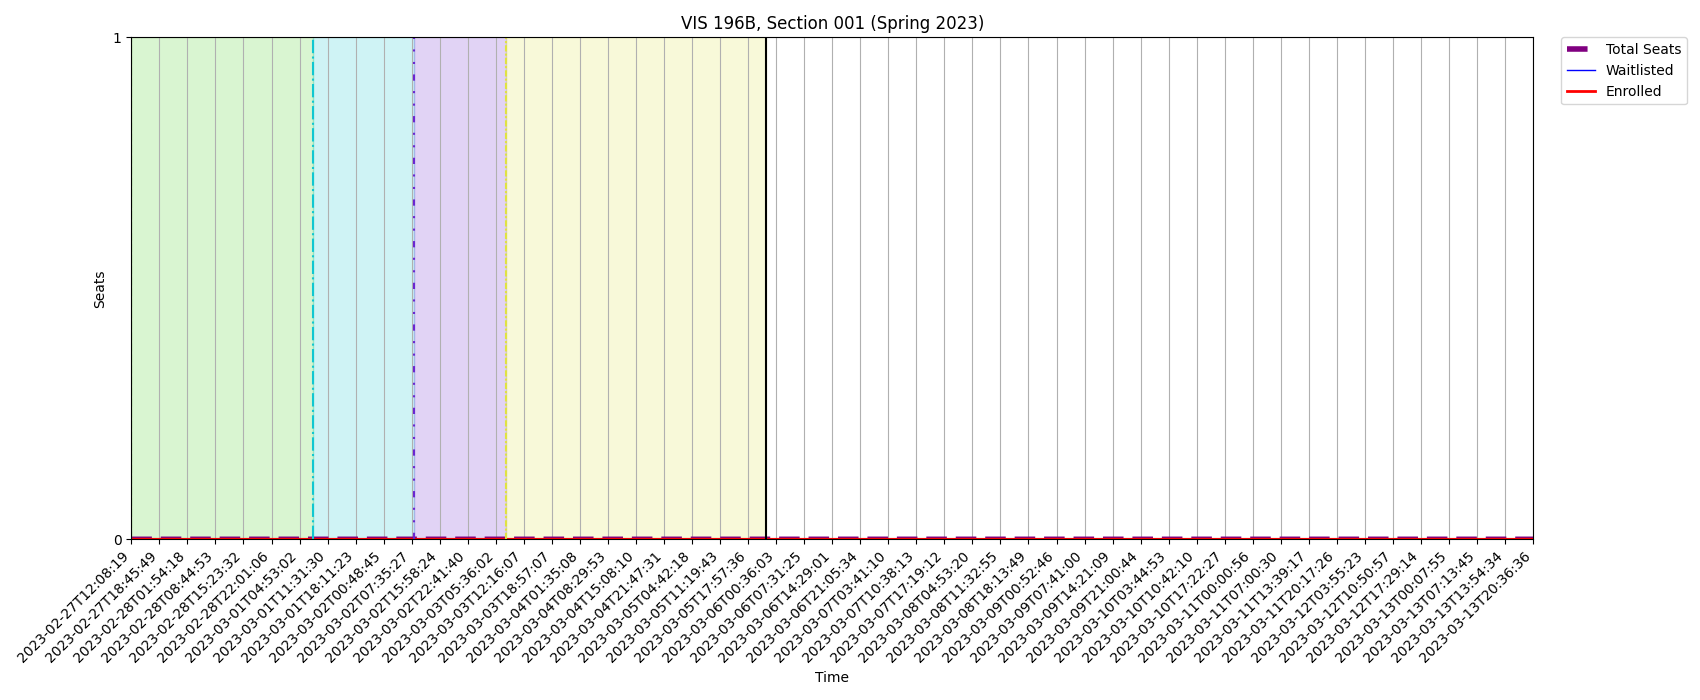 VIS 196B, Section 001 (Spring 2023)
Total Seats
Waitlisted
Enrolled
1
Seats
0
2023-02-27T12:08:19
2023-02-27T18:45:49
2023-02-28T01:54:18
2023-02-28T08:44:53
2023-02-28T15:23:32
2023-02-28T22:01:06
2023-03-01T04:53:02
2023-03-01T11:31:30
2023-03-01T18:11:23
2023-03-02T00:48:45
2023-03-02T07:35:27
2023-03-02T15:58:24
2023-03-02T22:41:40
2023-03-03T05:36:02
2023-03-03T12:16:07
2023-03-03T18:57:07
2023-03-04T01:35:08
2023-03-04T08:29:53
2023-03-04T15:08:10
2023-03-04T21:47:31
2023-03-05T04:42:18
2023-03-05T11:19:43
2023-03-05T17:57:36
2023-03-06T00:36:03
2023-03-06T07:31:25
2023-03-06T14:29:01
2023-03-06T21:05:34
2023-03-07T03:41:10
2023-03-07T10:38:13
2023-03-07T17:19:12
2023-03-08T04:53:20
2023-03-08T11:32:55
2023-03-08T18:13:49
2023-03-09T00:52:46
2023-03-09T07:41:00
2023-03-09T14:21:09
2023-03-09T21:00:44
2023-03-10T03:44:53
2023-03-10T10:42:10
2023-03-10T17:22:27
2023-03-11T00:00:56
2023-03-11T07:00:30
2023-03-11T13:39:17
2023-03-11T20:17:26
2023-03-12T03:55:23
2023-03-12T10:50:57
2023-03-12T17:29:14
2023-03-13T00:07:55
2023-03-13T07:13:45
2023-03-13T13:54:34
2023-03-13T20:36:36
Time